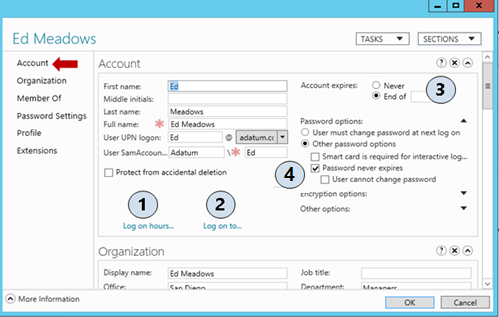 Ed Meadows
TASKS
SECTIONS
Account
Organization
Member Of
Password Settings
Profile
Extensions
Account
First name: Ed
Middle initials:
Last name: Meadows
Full name: Ed Meadows
User UPN logon: Ed @ adatum.cc
User SamAccoun... Adatum \ Ed
Protect from accidental deletion
1
2
Log on hours...
Log on to...
Account expires: Never
End of
3
Password options:
User must change password at next log on
Other password options
Smart card is required for interactive log...
4
Password never expires
User cannot change password
Encryption options:
Other options:
Organization
Display name: Ed Meadows
Job title:
Office: San Diego
Department: Managers
More Information
OK
Cancel